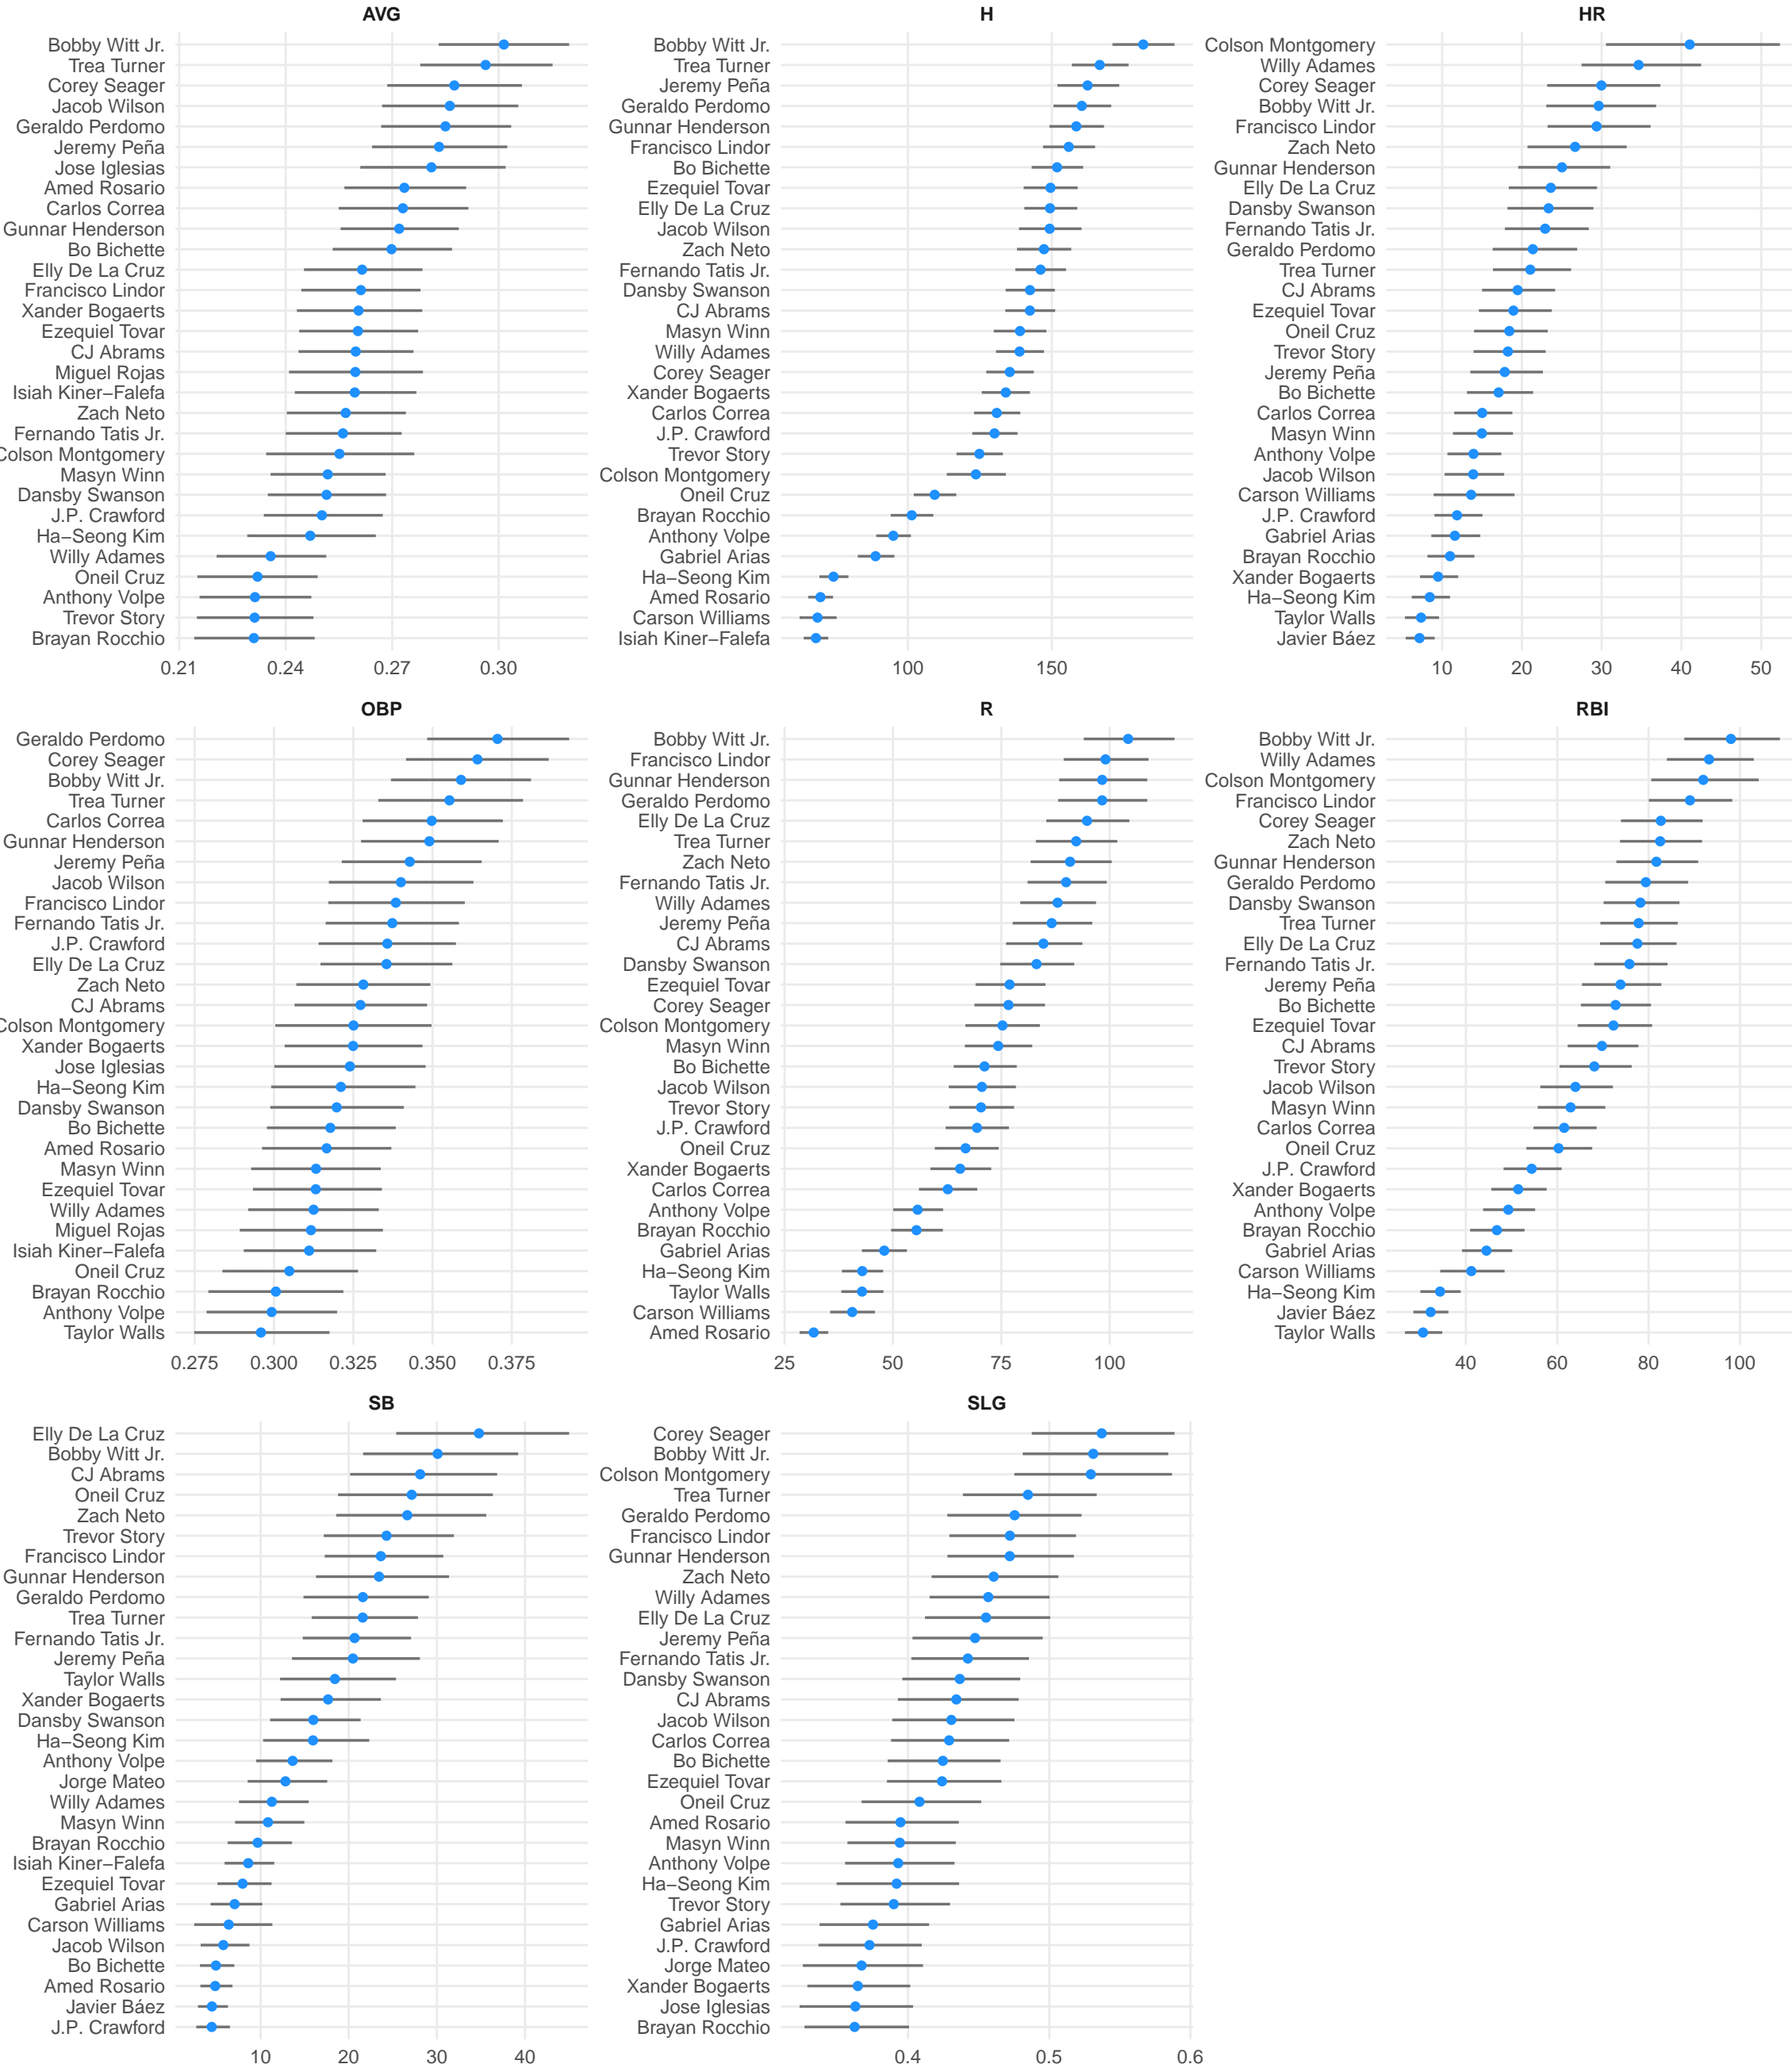 AVG
Bobby Witt Jr.
Trea Turner
Corey Seager
Jacob Wilson
Geraldo Perdomo
Jeremy Peña
Jose Iglesias
Amed Rosario
Carlos Correa
Gunnar Henderson
Bo Bichette
Elly De La Cruz
Francisco Lindor
Xander Bogaerts
Ezequiel Tovar
CJ Abrams
Miguel Rojas
Isiah Kiner−Falefa
Zach Neto
Fernando Tatis Jr.
Colson Montgomery
Masyn Winn
Dansby Swanson
J.P. Crawford
Ha−Seong Kim
Willy Adames
Oneil Cruz
Anthony Volpe
Trevor Story
Brayan Rocchio
0.21 0.24 0.27 0.30
H
Bobby Witt Jr.
Trea Turner
Jeremy Peña
Geraldo Perdomo
Gunnar Henderson
Francisco Lindor
Bo Bichette
Ezequiel Tovar
Elly De La Cruz
Jacob Wilson
Zach Neto
Fernando Tatis Jr.
Dansby Swanson
CJ Abrams
Masyn Winn
Willy Adames
Corey Seager
Xander Bogaerts
Carlos Correa
J.P. Crawford
Trevor Story
Colson Montgomery
Oneil Cruz
Brayan Rocchio
Anthony Volpe
Gabriel Arias
Ha−Seong Kim
Amed Rosario
Carson Williams
Isiah Kiner−Falefa
100 150
HR
Colson Montgomery
Willy Adames
Corey Seager
Bobby Witt Jr.
Francisco Lindor
Zach Neto
Gunnar Henderson
Elly De La Cruz
Dansby Swanson
Fernando Tatis Jr.
Geraldo Perdomo
Trea Turner
CJ Abrams
Ezequiel Tovar
Oneil Cruz
Trevor Story
Jeremy Peña
Bo Bichette
Carlos Correa
Masyn Winn
Anthony Volpe
Jacob Wilson
Carson Williams
J.P. Crawford
Gabriel Arias
Brayan Rocchio
Xander Bogaerts
Ha−Seong Kim
Taylor Walls
Javier Báez
10 20 30 40 50
OBP
Geraldo Perdomo
Corey Seager
Bobby Witt Jr.
Trea Turner
Carlos Correa
Gunnar Henderson
Jeremy Peña
Jacob Wilson
Francisco Lindor
Fernando Tatis Jr.
J.P. Crawford
Elly De La Cruz
Zach Neto
CJ Abrams
Colson Montgomery
Xander Bogaerts
Jose Iglesias
Ha−Seong Kim
Dansby Swanson
Bo Bichette
Amed Rosario
Masyn Winn
Ezequiel Tovar
Willy Adames
Miguel Rojas
Isiah Kiner−Falefa
Oneil Cruz
Brayan Rocchio
Anthony Volpe
Taylor Walls
0.275 0.300 0.325 0.350 0.375
R
Bobby Witt Jr.
Francisco Lindor
Gunnar Henderson
Geraldo Perdomo
Elly De La Cruz
Trea Turner
Zach Neto
Fernando Tatis Jr.
Willy Adames
Jeremy Peña
CJ Abrams
Dansby Swanson
Ezequiel Tovar
Corey Seager
Colson Montgomery
Masyn Winn
Bo Bichette
Jacob Wilson
Trevor Story
J.P. Crawford
Oneil Cruz
Xander Bogaerts
Carlos Correa
Anthony Volpe
Brayan Rocchio
Gabriel Arias
Ha−Seong Kim
Taylor Walls
Carson Williams
Amed Rosario
25 50 75 100
RBI
Bobby Witt Jr.
Willy Adames
Colson Montgomery
Francisco Lindor
Corey Seager
Zach Neto
Gunnar Henderson
Geraldo Perdomo
Dansby Swanson
Trea Turner
Elly De La Cruz
Fernando Tatis Jr.
Jeremy Peña
Bo Bichette
Ezequiel Tovar
CJ Abrams
Trevor Story
Jacob Wilson
Masyn Winn
Carlos Correa
Oneil Cruz
J.P. Crawford
Xander Bogaerts
Anthony Volpe
Brayan Rocchio
Gabriel Arias
Carson Williams
Ha−Seong Kim
Javier Báez
Taylor Walls
40 60 80 100
SB
Elly De La Cruz
Bobby Witt Jr.
CJ Abrams
Oneil Cruz
Zach Neto
Trevor Story
Francisco Lindor
Gunnar Henderson
Geraldo Perdomo
Trea Turner
Fernando Tatis Jr.
Jeremy Peña
Taylor Walls
Xander Bogaerts
Dansby Swanson
Ha−Seong Kim
Anthony Volpe
Jorge Mateo
Willy Adames
Masyn Winn
Brayan Rocchio
Isiah Kiner−Falefa
Ezequiel Tovar
Gabriel Arias
Carson Williams
Jacob Wilson
Bo Bichette
Amed Rosario
Javier Báez
J.P. Crawford
10 20 30 40
SLG
Corey Seager
Bobby Witt Jr.
Colson Montgomery
Trea Turner
Geraldo Perdomo
Francisco Lindor
Gunnar Henderson
Zach Neto
Willy Adames
Elly De La Cruz
Jeremy Peña
Fernando Tatis Jr.
Dansby Swanson
CJ Abrams
Jacob Wilson
Carlos Correa
Bo Bichette
Ezequiel Tovar
Oneil Cruz
Amed Rosario
Masyn Winn
Anthony Volpe
Ha−Seong Kim
Trevor Story
Gabriel Arias
J.P. Crawford
Jorge Mateo
Xander Bogaerts
Jose Iglesias
Brayan Rocchio
0.4 0.5 0.6